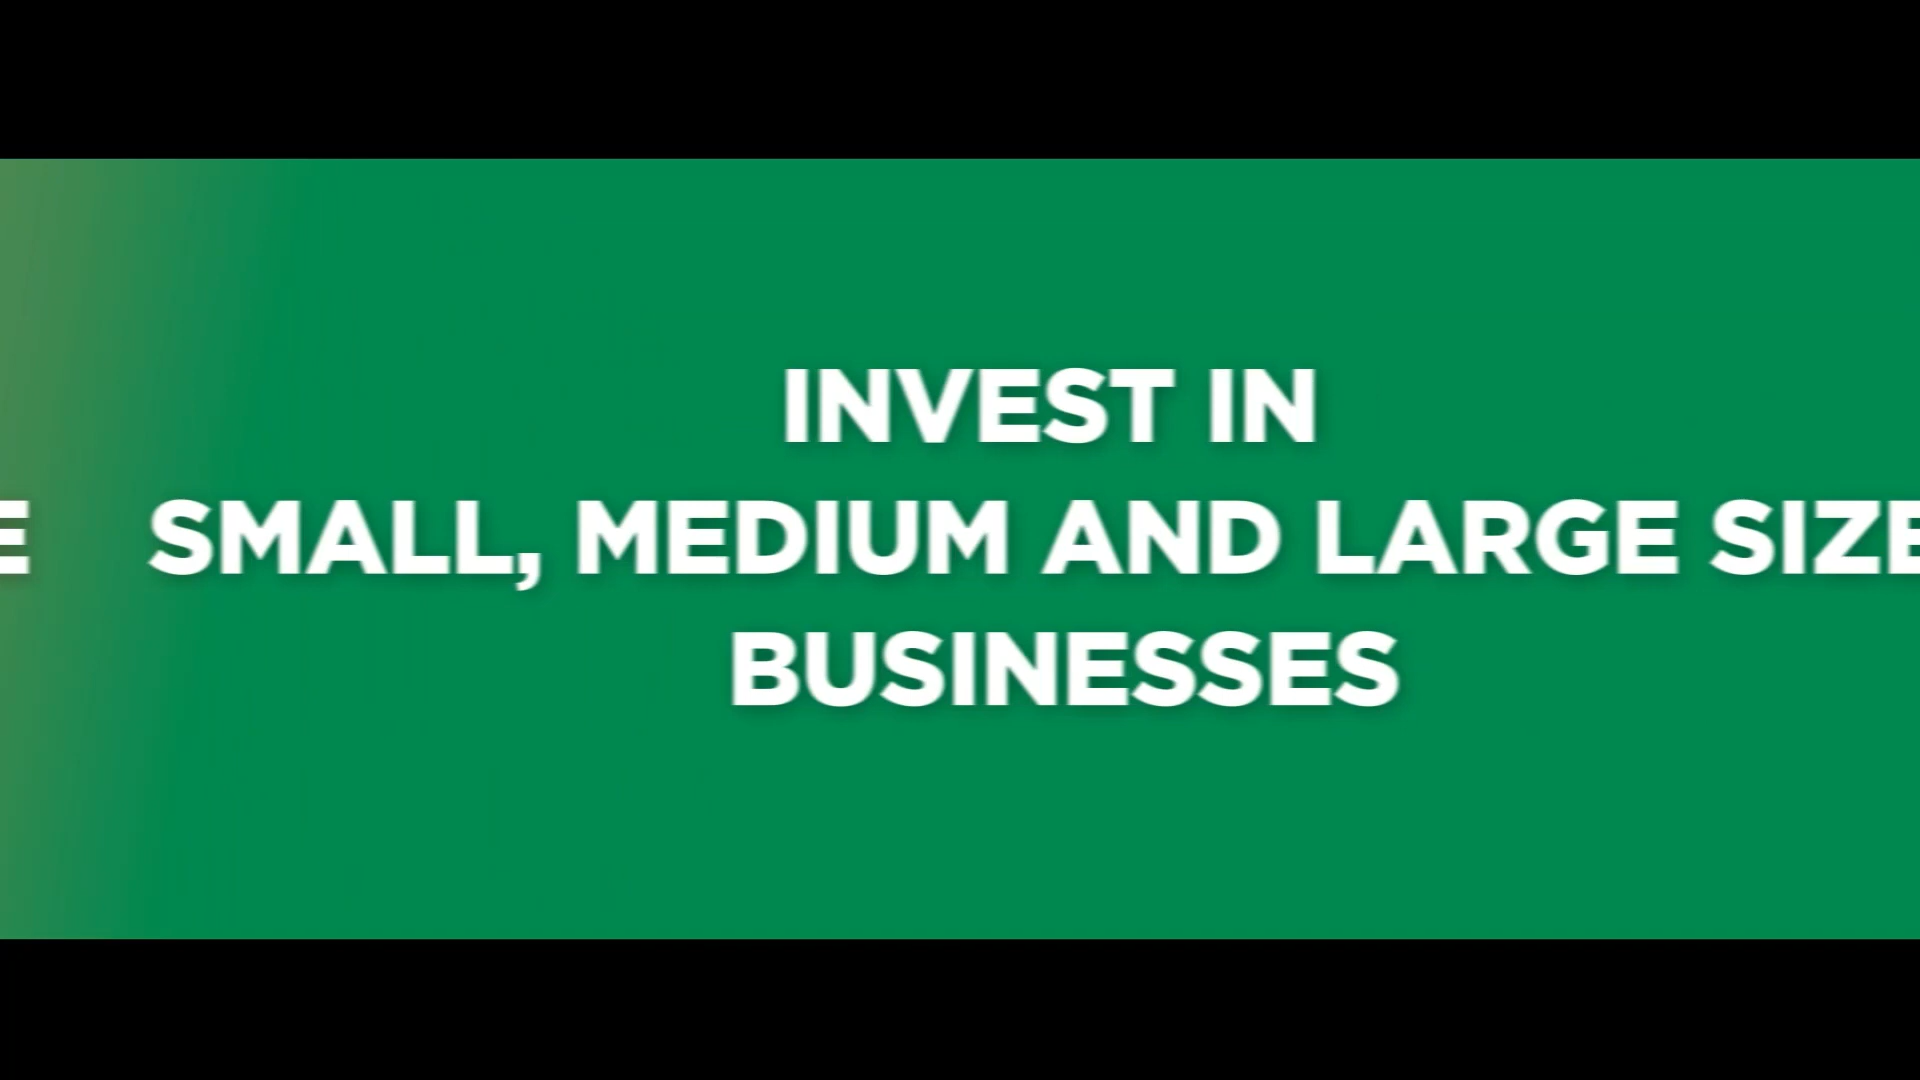 INVEST IN
E SMALL, MEDIUM AND LARGE SIZE
BUSINESSES